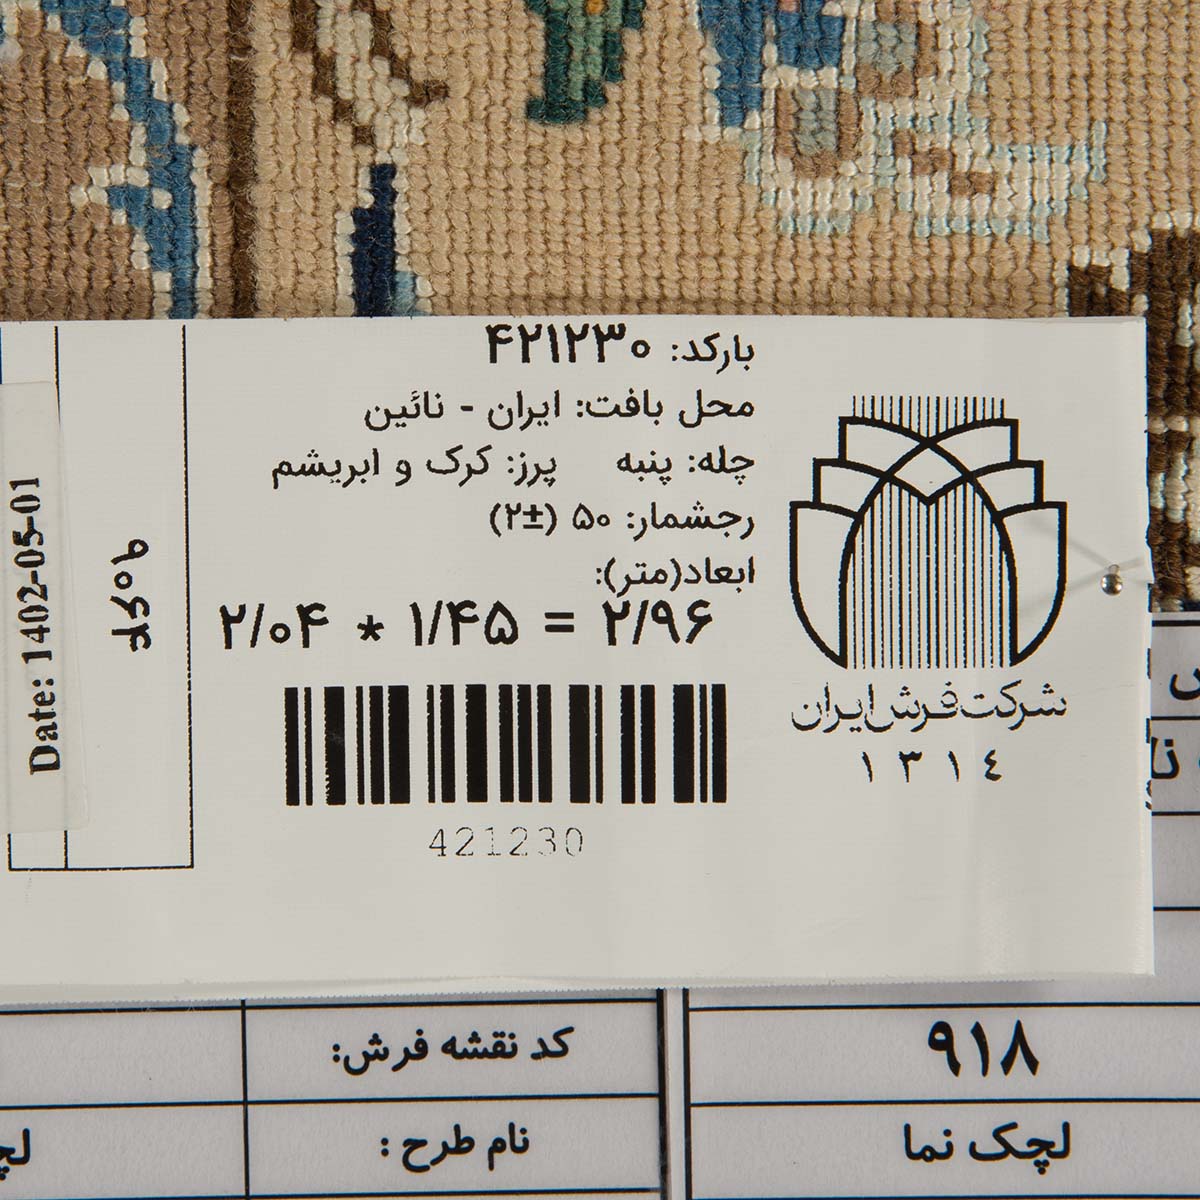 بارکد: ۴۲۱۲۳۰
محل بافت: ایران - نائین
چله: پنبه پرز: کرک و ابریشم
رجشمار: ۵۰ (±۲)
ابعاد(متر):
۲/۰۴ * ۱/۴۵ = ۲/۹۶
421230
شرکت فرش ایران
١٣١٤
Date: 1402-05-01
کد نقشه فرش:
۹۱۸
نام طرح :
لچک نما